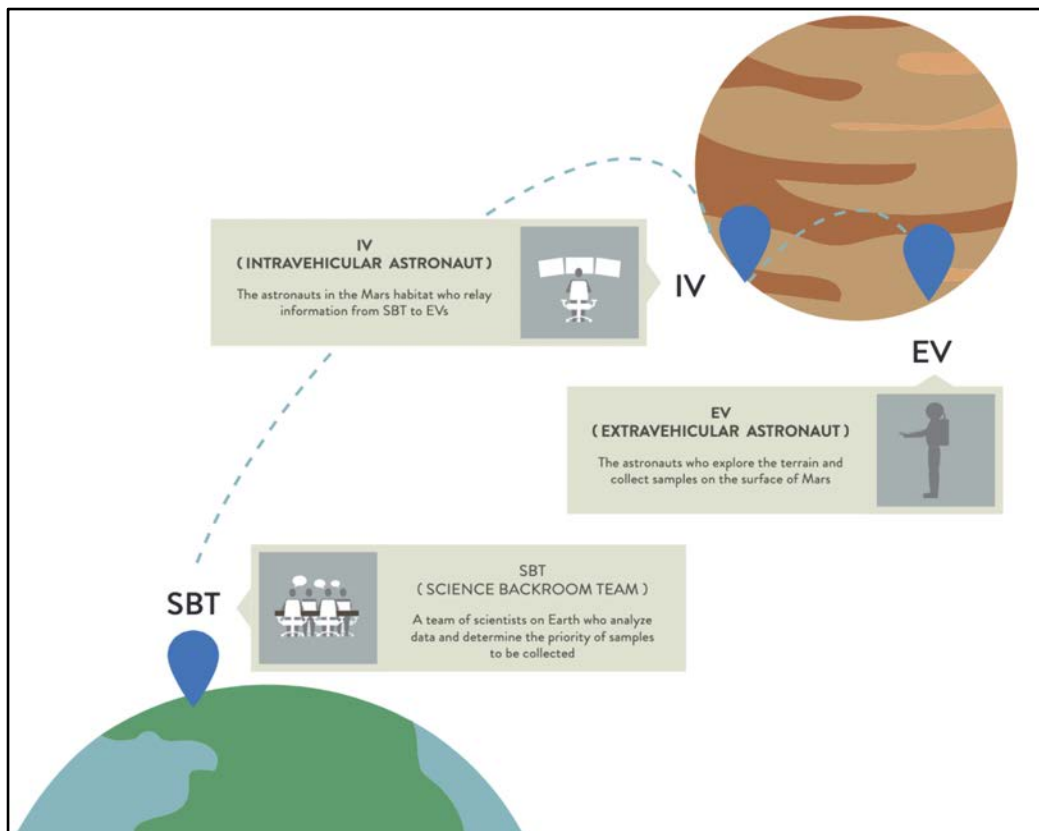 IV
( INTRAVEHICULAR ASTRONAUT )
The astronauts in the Mars habitat who relay
information from SBT to EVs
IV
EV
EV
( EXTRAVEHICULAR ASTRONAUT )
The astronauts who explore the terrain and
collect samples on the surface of Mars
SBT
SBT
( SCIENCE BACKROOM TEAM )
A team of scientists on Earth who analyze
data and determine the priority of samples
to be collected